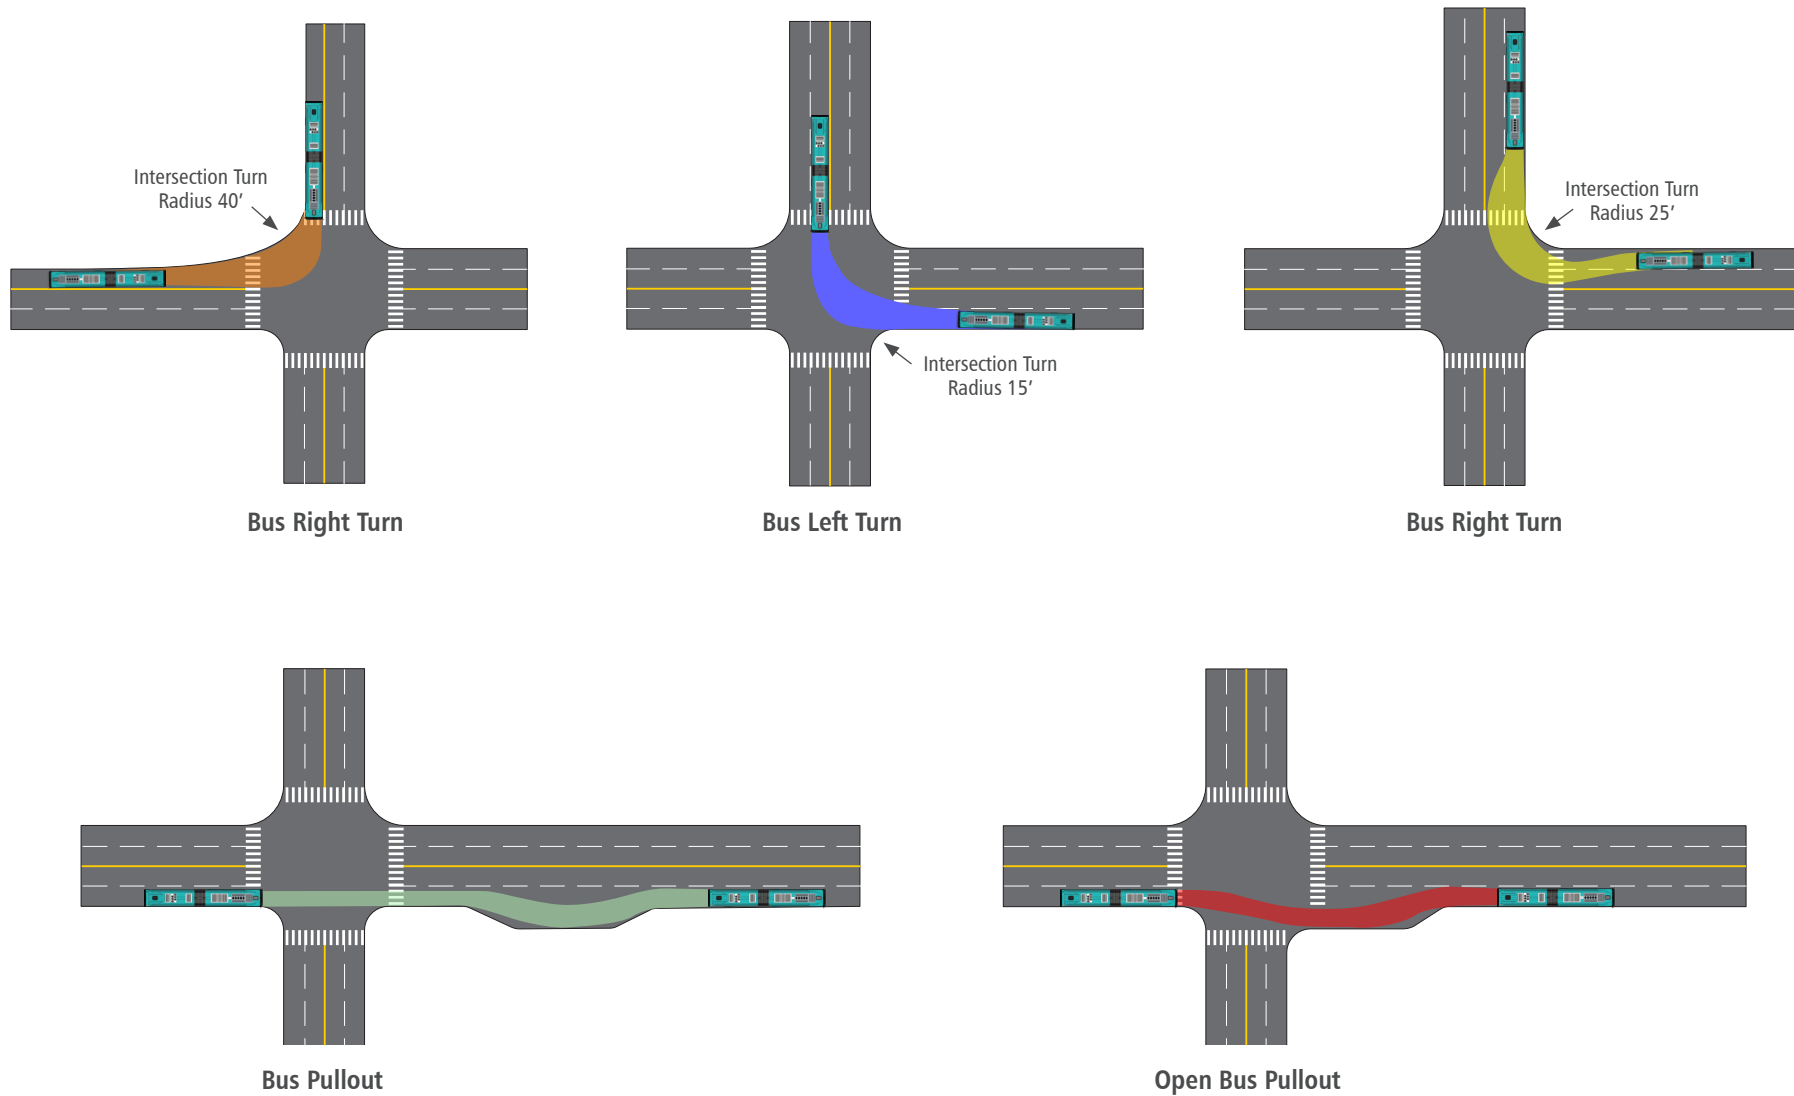 Intersection Turn
Radius 40’
Bus Right Turn
Intersection Turn
Radius 15’
Bus Left Turn
Intersection Turn
Radius 25’
Bus Right Turn
Bus Pullout
Open Bus Pullout